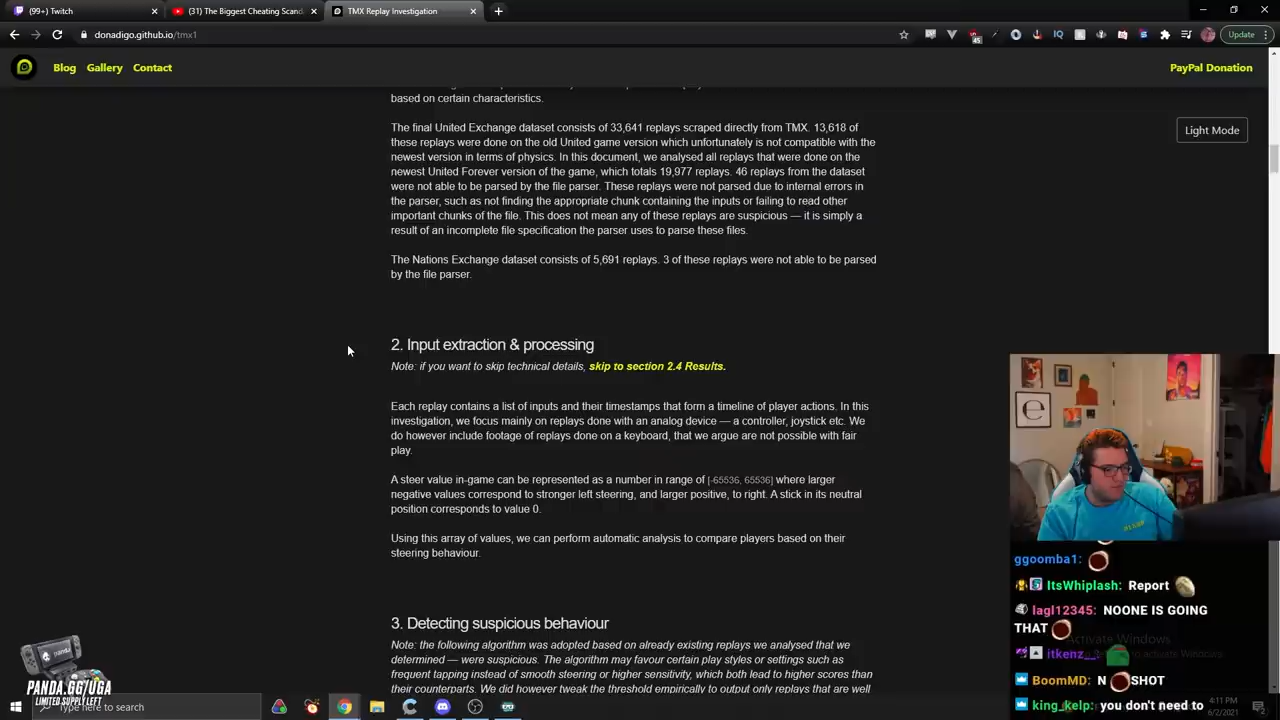 (99+) Twitch
(31) The Biggest Cheating Scand
TMX Replay Investigation
donadigo.github.io/tmx1
45
IQ
Update
Blog
Gallery
Contact
PayPal Donation
Light Mode
based on certain characteristics.
The final United Exchange dataset consists of 33,641 replays scraped directly from TMX. 13,618 of
these replays were done on the old United game version which unfortunately is not compatible with the
newest version in terms of physics. In this document, we analysed all replays that were done on the
newest United Forever version of the game, which totals 19,977 replays. 46 replays from the dataset
were not able to be parsed by the file parser. These replays were not parsed due to internal errors in
the parser, such as not finding the appropriate chunk containing the inputs or failing to read other
important chunks of the file. This does not mean any of these replays are suspicious — it is simply a
result of an incomplete file specification the parser uses to parse these files.
The Nations Exchange dataset consists of 5,691 replays. 3 of these replays were not able to be parsed
by the file parser.
2. Input extraction & processing
Note: if you want to skip technical details, skip to section 2.4 Results.
Each replay contains a list of inputs and their timestamps that form a timeline of player actions. In this
investigation, we focus mainly on replays done with an analog device — a controller, joystick etc. We
do however include footage of replays done on a keyboard, that we argue are not possible with fair
play.
A steer value in-game can be represented as a number in range of [-65536, 65536] where larger
negative values correspond to stronger left steering, and larger positive, to right. A stick in its neutral
position corresponds to value 0.
Using this array of values, we can perform automatic analysis to compare players based on their
steering behaviour.
3. Detecting suspicious behaviour
Note: the following algorithm was adopted based on already existing replays we analysed that we
determined — were suspicious. The algorithm may favour certain play styles or settings such as
frequent tapping instead of smooth steering or higher sensitivity, which both lead to higher scores than
their counterparts. We did however tweak the threshold empirically to output only replays that are well
ggoomba1:
ItsWhiplash: Report
lagl12345: NOONE IS GOING
THAT
Activate Windows
to activate Windows
itkenz__:
BoomMD: N SHOT
king_kelp: you don't need to
panda
PANDA.GG/UGA
LIMITED SUPPLY LEFT
Type here to search
4:11 PM
6/2/2021